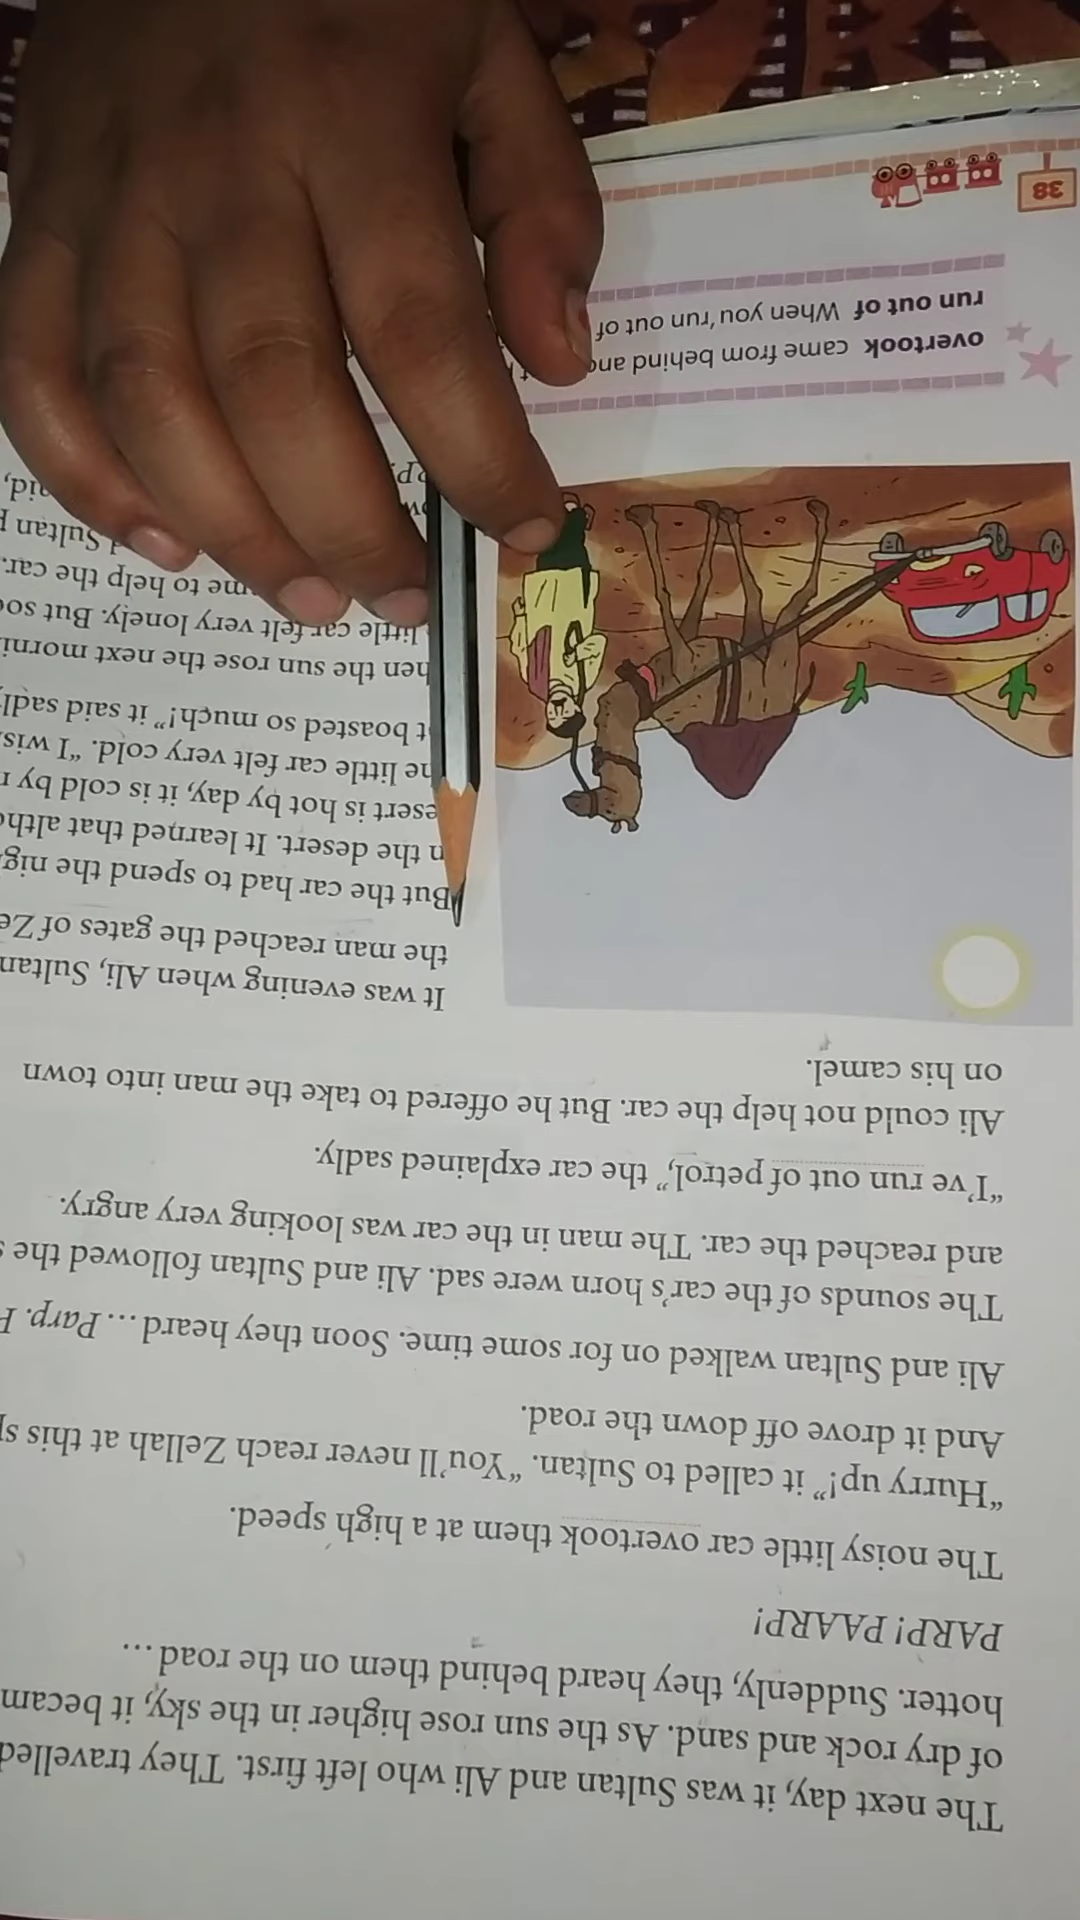 The next day, it was Sultan and Ali who left first. They travelled
of dry rock and sand. As the sun rose higher in the sky, it becam
hotter. Suddenly, they heard behind them on the road …
PARP! PAARP!
The noisy little car overtook them at a high speed.
“Hurry up!” it called to Sultan. “You’ll never reach Zellah at this sp
And it drove off down the road.
Ali and Sultan walked on for some time. Soon they heard … Parp. P
The sounds of the car’s horn were sad. Ali and Sultan followed the s
and reached the car. The man in the car was looking very angry.
“I’ve run out of petrol,” the car explained sadly.
Ali could not help the car. But he offered to take the man into town
on his camel.
It was evening when Ali, Sultan
the man reached the gates of Ze
But the car had to spend the nig
n the desert. It learned that altho
esert is hot by day, it is cold by n
he little car felt very cold. “I wis
t boasted so much!” it said sadly
hen the sun rose the next morni
little car felt very lonely. But soo
me to help the car.
Sultan p
aid,
overtook came from behind and
run out of When you ‘run out of
38